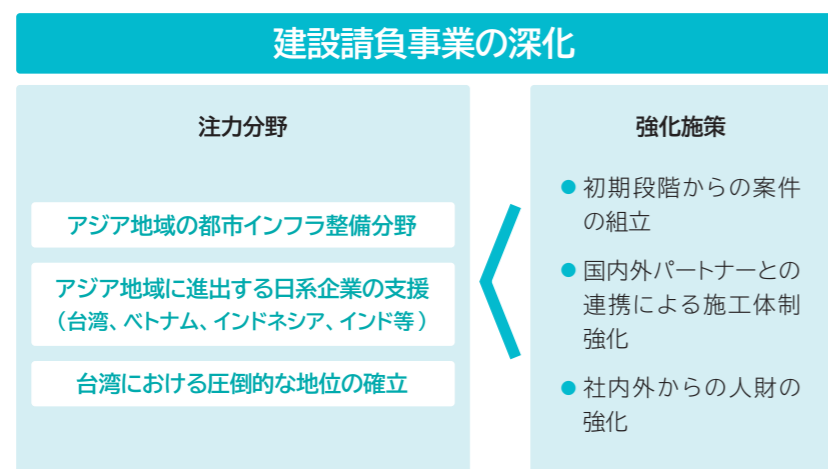 建設請負事業の深化
注力分野
アジア地域の都市インフラ整備分野
アジア地域に進出する日系企業の支援
（台湾、ベトナム、インドネシア、インド等）
台湾における圧倒的な地位の確立
強化施策
● 初期段階からの案件
の組立
● 国内外パートナーとの
連携による施工体制
強化
● 社内外からの人財の
強化